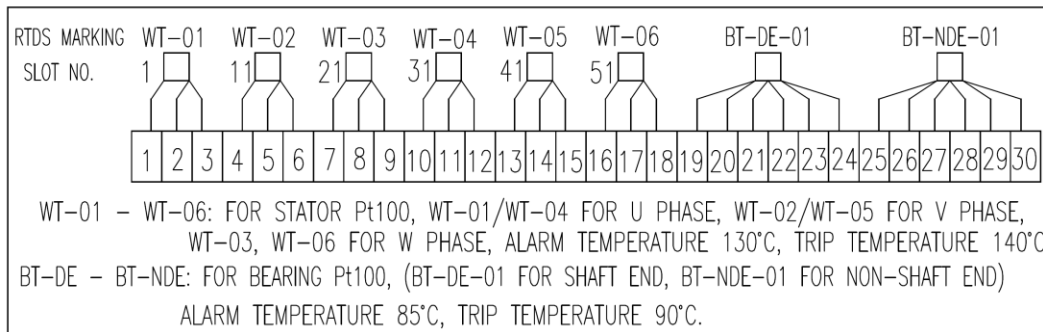 RTDS MARKING WT-01 WT-02 WT-03 WT-04 WT-05 WT-06 BT-DE-01 BT-NDE-01
SLOT NO. 1 11 21 31 41 51
1 2 3 4 5 6 7 8 9 10 11 12 13 14 15 16 17 18 19 20 21 22 23 24 25 26 27 28 29 30
WT-01 - WT-06: FOR STATOR Pt100, WT-01/WT-04 FOR U PHASE, WT-02/WT-05 FOR V PHASE,
WT-03, WT-06 FOR W PHASE, ALARM TEMPERATURE 130°C, TRIP TEMPERATURE 140°C
BT-DE - BT-NDE: FOR BEARING Pt100, (BT-DE-01 FOR SHAFT END, BT-NDE-01 FOR NON-SHAFT END)
ALARM TEMPERATURE 85°C, TRIP TEMPERATURE 90°C.